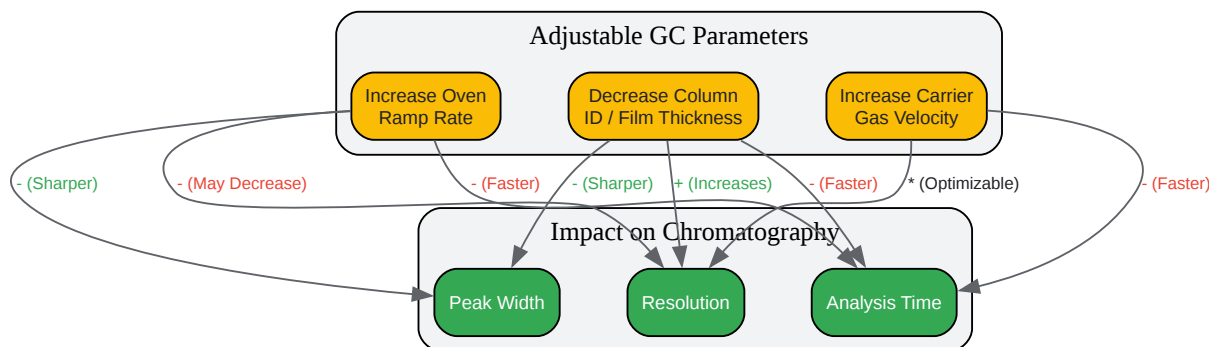 Adjustable GC Parameters
Increase Oven
Ramp Rate
Decrease Column
ID / Film Thickness
Increase Carrier
Gas Velocity
- (Sharper)
- (May Decrease)
- (Faster)
- (Sharper)
+ (Increases)
- (Faster)
* (Optimizable)
- (Faster)
Impact on Chromatography
Peak Width
Resolution
Analysis Time